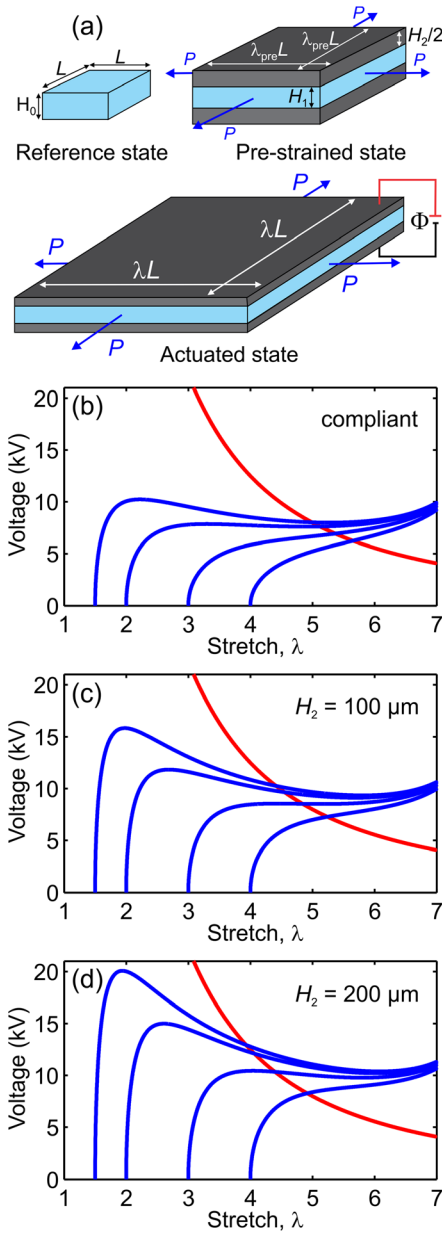 (a)
P
H₂/2
L
L
λpreL
λpreL
P
P
H₀
H₁
P
Reference state
Pre-strained state
P
λL
Φ
P
λL
P
P
Actuated state
(b)
compliant
Voltage (kV)
20
15
10
5
0
1 2 3 4 5 6 7
Stretch, λ
(c)
H₂ = 100 μm
Voltage (kV)
20
15
10
5
0
1 2 3 4 5 6 7
Stretch, λ
(d)
H₂ = 200 μm
Voltage (kV)
20
15
10
5
0
1 2 3 4 5 6 7
Stretch, λ